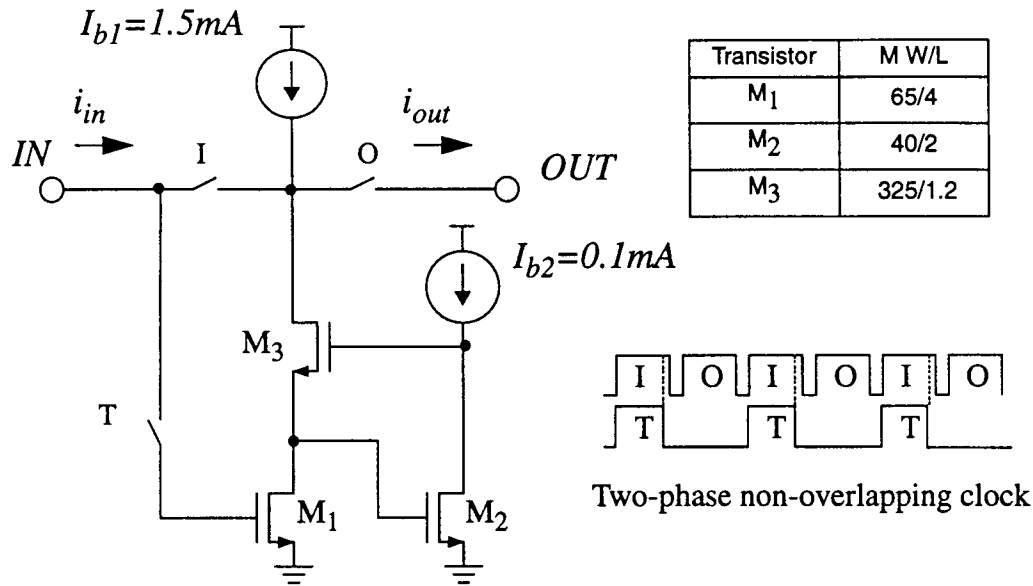 I_{b1}=1.5mA
Transistor M W/L
M_1 65/4
M_2 40/2
M_3 325/1.2
i_{in}
i_{out}
IN
I
O
OUT
I_{b2}=0.1mA
M_3
T
M_1
M_2
I O I O I O
T T T
Two-phase non-overlapping clock